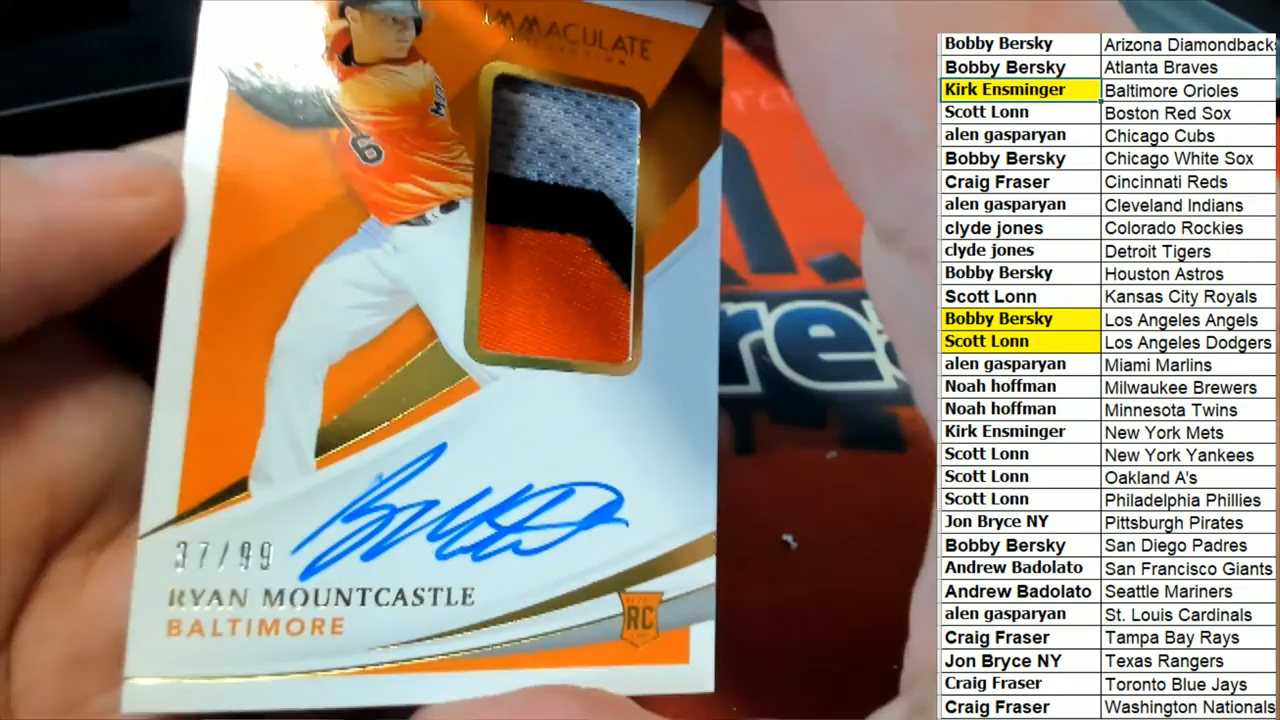 IMMACULATE
COLLECTION
6
37/99
RYAN MOUNTCASTLE
BALTIMORE
RC
Bobby Bersky Arizona Diamondbacks
Bobby Bersky Atlanta Braves
Kirk Ensminger Baltimore Orioles
Scott Lonn Boston Red Sox
alen gasparyan Chicago Cubs
Bobby Bersky Chicago White Sox
Craig Fraser Cincinnati Reds
alen gasparyan Cleveland Indians
clyde jones Colorado Rockies
clyde jones Detroit Tigers
Bobby Bersky Houston Astros
Scott Lonn Kansas City Royals
Bobby Bersky Los Angeles Angels
Scott Lonn Los Angeles Dodgers
alen gasparyan Miami Marlins
Noah hoffman Milwaukee Brewers
Noah hoffman Minnesota Twins
Kirk Ensminger New York Mets
Scott Lonn New York Yankees
Scott Lonn Oakland A's
Scott Lonn Philadelphia Phillies
Jon Bryce NY Pittsburgh Pirates
Bobby Bersky San Diego Padres
Andrew Badolato San Francisco Giants
Andrew Badolato Seattle Mariners
alen gasparyan St. Louis Cardinals
Craig Fraser Tampa Bay Rays
Jon Bryce NY Texas Rangers
Craig Fraser Toronto Blue Jays
Craig Fraser Washington Nationals